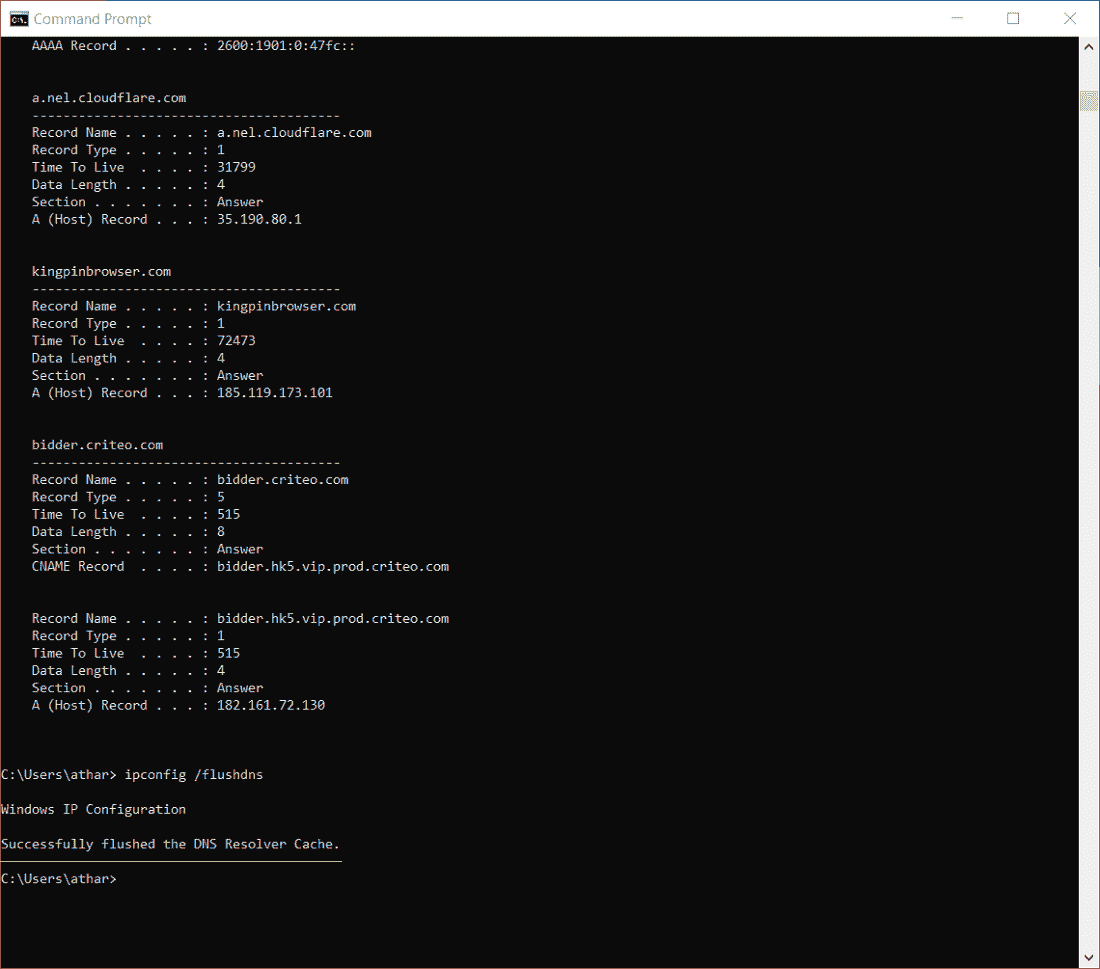 Command Prompt
AAAA Record . . . . . : 2600:1901:0:47fc::
a.nel.cloudflare.com
----------------------------------------
Record Name . . . . . : a.nel.cloudflare.com
Record Type . . . . . : 1
Time To Live  . . . . : 31799
Data Length . . . . . : 4
Section . . . . . . . : Answer
A (Host) Record . . . : 35.190.80.1
kingpinbrowser.com
----------------------------------------
Record Name . . . . . : kingpinbrowser.com
Record Type . . . . . : 1
Time To Live  . . . . : 72473
Data Length . . . . . : 4
Section . . . . . . . : Answer
A (Host) Record . . . : 185.119.173.101
bidder.criteo.com
----------------------------------------
Record Name . . . . . : bidder.criteo.com
Record Type . . . . . : 5
Time To Live  . . . . : 515
Data Length . . . . . : 8
Section . . . . . . . : Answer
CNAME Record  . . . . : bidder.hk5.vip.prod.criteo.com
Record Name . . . . . : bidder.hk5.vip.prod.criteo.com
Record Type . . . . . : 1
Time To Live  . . . . : 515
Data Length . . . . . : 4
Section . . . . . . . : Answer
A (Host) Record . . . : 182.161.72.130
C:\Users\athar> ipconfig /flushdns
Windows IP Configuration
Successfully flushed the DNS Resolver Cache.
C:\Users\athar>